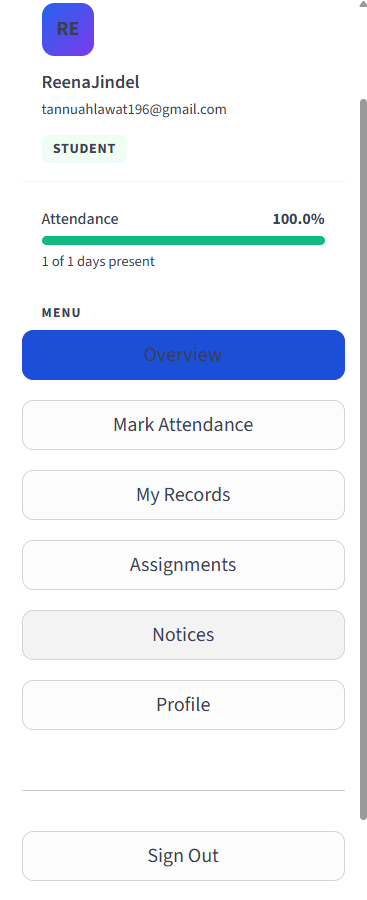 RE
ReenaJindel
tannuahlawat196@gmail.com
STUDENT
Attendance 100.0%
1 of 1 days present
MENU
Overview
Mark Attendance
My Records
Assignments
Notices
Profile
Sign Out